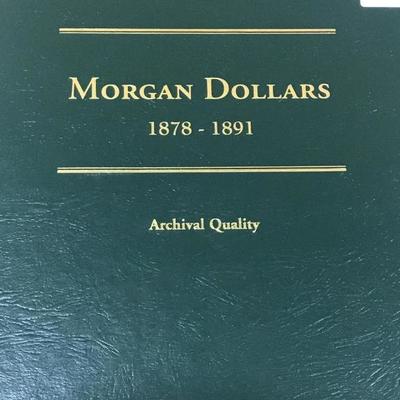 MORGAN DOLLARS
1878 - 1891
Archival Quality